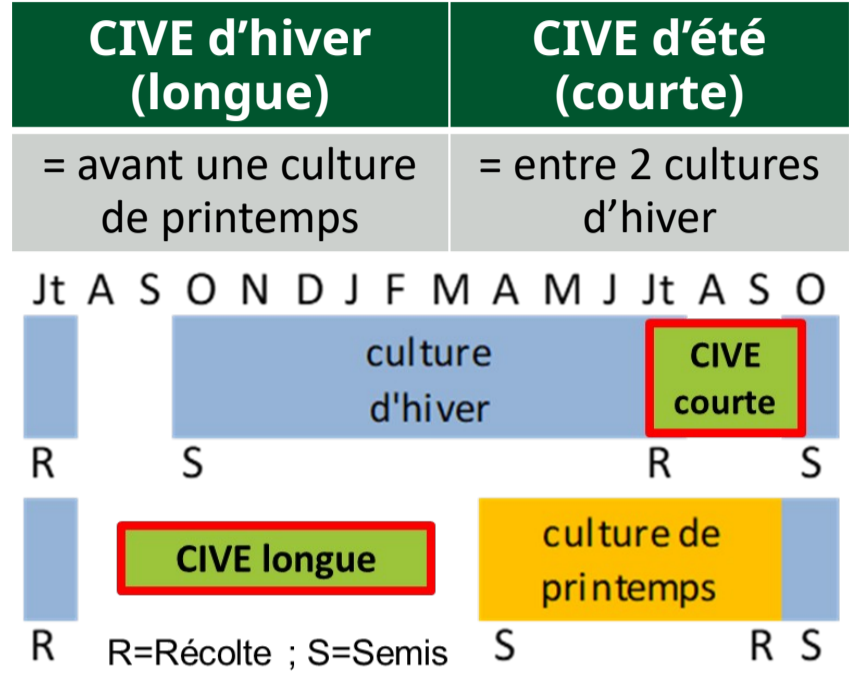 CIVE d’hiver
(longue)
CIVE d’été
(courte)
= avant une culture
de printemps
= entre 2 cultures
d’hiver
Jt A S O N D J F M A M J Jt A S O
culture
d'hiver
CIVE
courte
R S R S
CIVE longue
culture de
printemps
R S R S
R=Récolte ; S=Semis